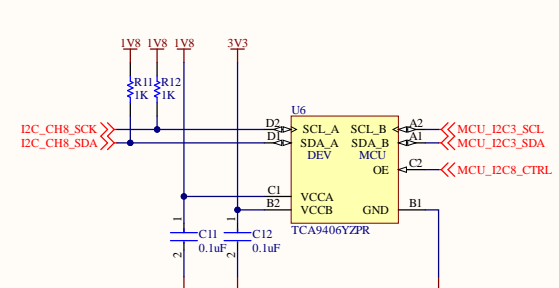 1V8 1V8 1V8 3V3
R11 R12
1K 1K
U6
I2C_CH8_SCK D2 SCL_A SCL_B A2 MCU_I2C3_SCL
I2C_CH8_SDA D1 SDA_A SDA_B A1 MCU_I2C3_SDA
DEV MCU
OE C2 MCU_I2C8_CTRL
C1 VCCA
B2 VCCB GND B1
1 1
TCA9406YZPR
C11 C12
0.1uF 0.1uF
2 2